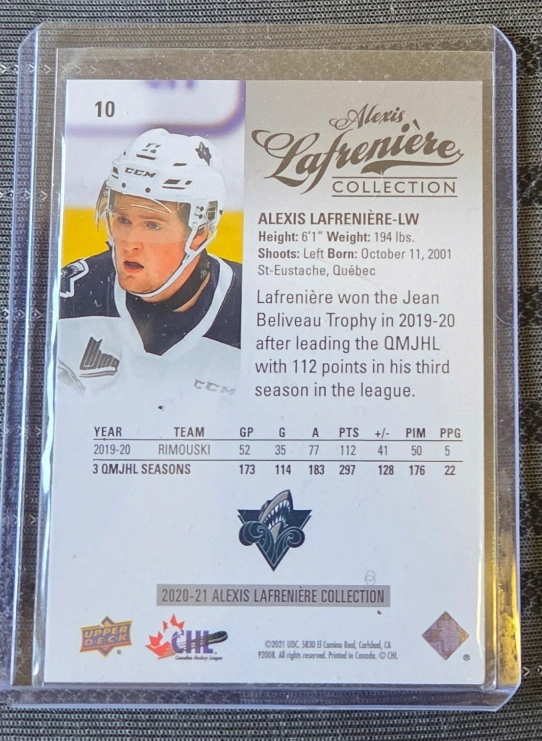 10
Alexis
Lafrenière
COLLECTION
ALEXIS LAFRENIÈRE-LW
Height: 6'1" Weight: 194 lbs.
Shoots: Left Born: October 11, 2001
St-Eustache, Québec
Lafrenière won the Jean
Beliveau Trophy in 2019-20
after leading the QMJHL
with 112 points in his third
season in the league.
CCM
CCM
YEAR TEAM GP G A PTS +/- PIM PPG
2019-20 RIMOUSKI 52 35 77 112 41 50 5
3 QMJHL SEASONS 173 114 183 297 128 176 22
2020-21 ALEXIS LAFRENIÈRE COLLECTION
UPPER
DECK
CHL
Canadian Hockey League
©2021 UDC. 5830 El Camino Real, Carlsbad, CA
92008. All rights reserved. Printed in Canada. © CHL